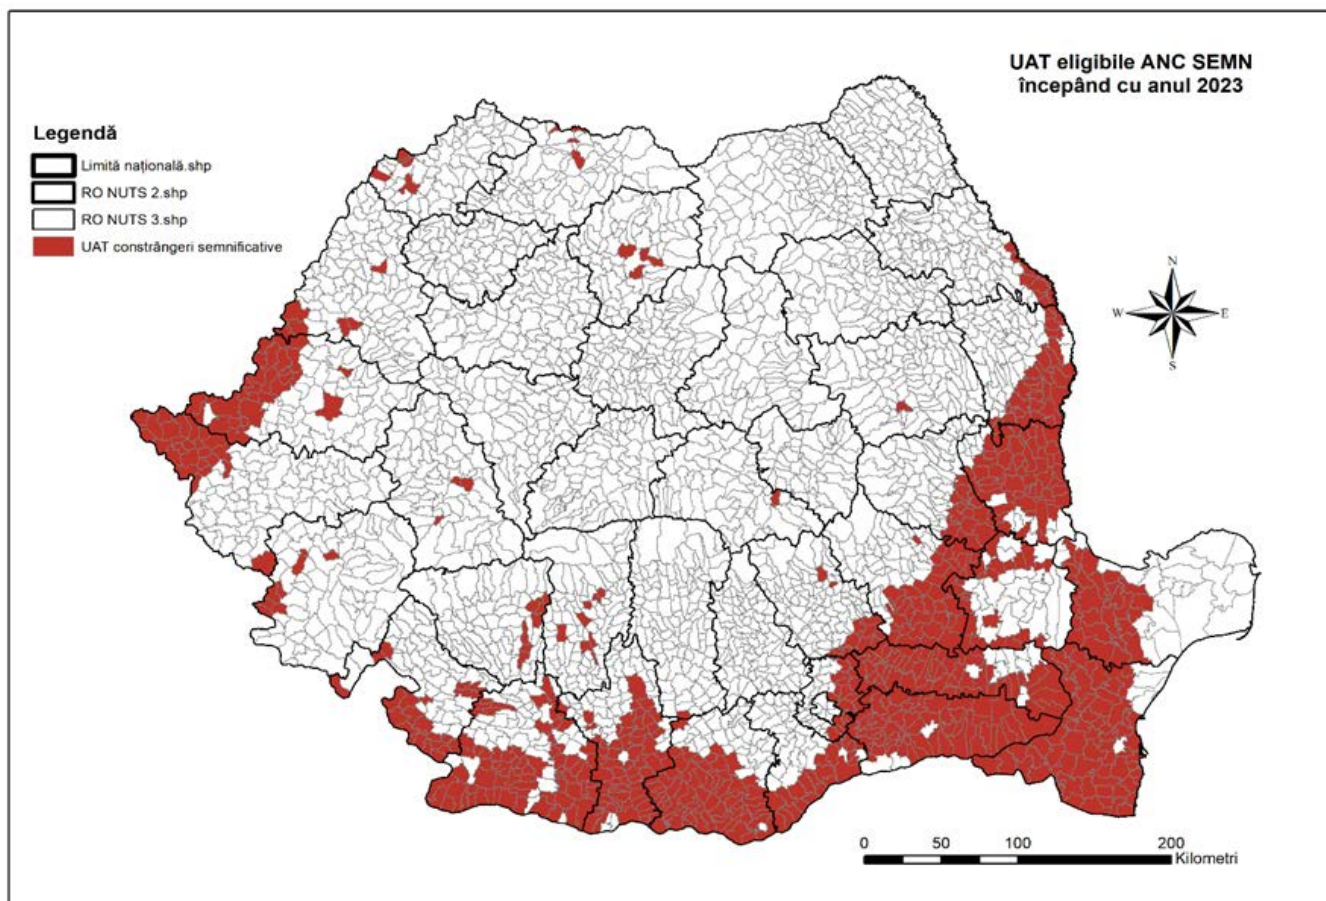 UAT eligibile ANC SEMN
începând cu anul 2023
Legendă
Limită națională.shp
RO NUTS 2.shp
RO NUTS 3.shp
UAT constrângeri semnificative
N
W
E
S
0 50 100 200
Kilometri